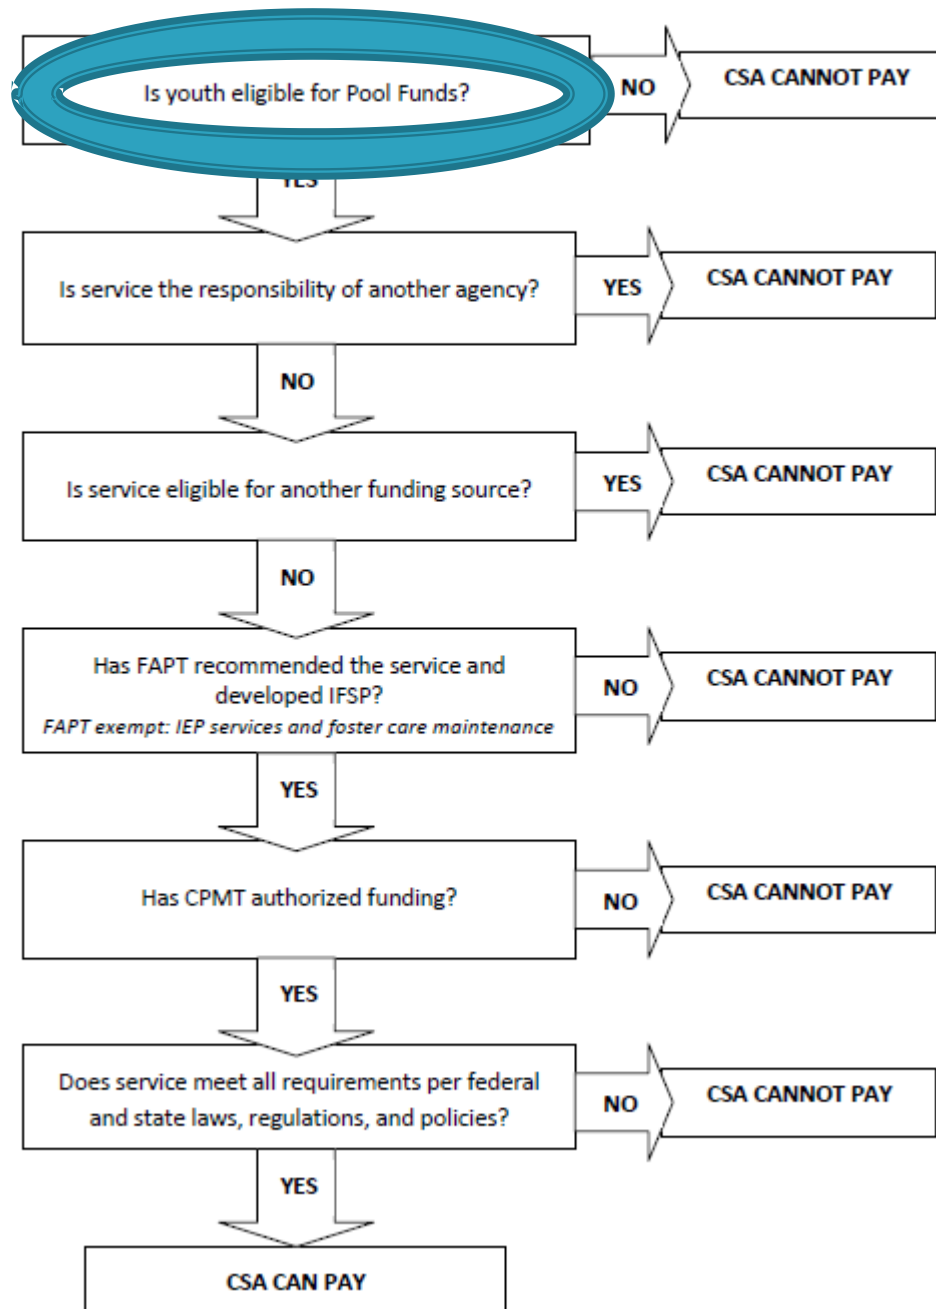 Is youth eligible for Pool Funds?
NO
CSA CANNOT PAY
YES
Is service the responsibility of another agency?
YES
CSA CANNOT PAY
NO
Is service eligible for another funding source?
YES
CSA CANNOT PAY
NO
Has FAPT recommended the service and
developed IFSP?
FAPT exempt: IEP services and foster care maintenance
NO
CSA CANNOT PAY
YES
Has CPMT authorized funding?
NO
CSA CANNOT PAY
YES
Does service meet all requirements per federal
and state laws, regulations, and policies?
NO
CSA CANNOT PAY
YES
CSA CAN PAY